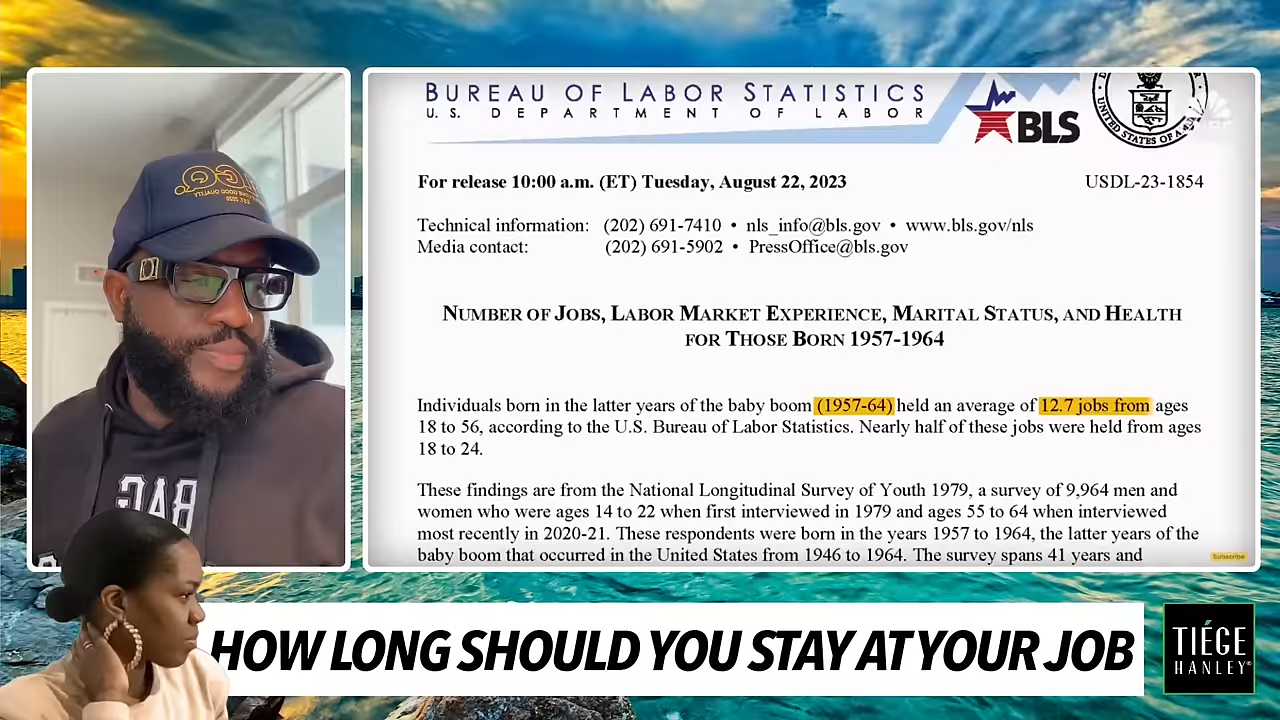 BUREAU OF LABOR STATISTICS
U.S. DEPARTMENT OF LABOR
BLS
UNITED STATES OF A
For release 10:00 a.m. (ET) Tuesday, August 22, 2023
USDL-23-1854
Technical information: (202) 691-7410 • nls_info@bls.gov • www.bls.gov/nls
Media contact: (202) 691-5902 • PressOffice@bls.gov
NUMBER OF JOBS, LABOR MARKET EXPERIENCE, MARITAL STATUS, AND HEALTH
FOR THOSE BORN 1957-1964
Individuals born in the latter years of the baby boom (1957-64) held an average of 12.7 jobs from ages
18 to 56, according to the U.S. Bureau of Labor Statistics. Nearly half of these jobs were held from ages
18 to 24.
These findings are from the National Longitudinal Survey of Youth 1979, a survey of 9,964 men and
women who were ages 14 to 22 when first interviewed in 1979 and ages 55 to 64 when interviewed
most recently in 2020-21. These respondents were born in the years 1957 to 1964, the latter years of the
baby boom that occurred in the United States from 1946 to 1964. The survey spans 41 years and
Subscribe
HOW LONG SHOULD YOU STAY AT YOUR JOB
TIÉGE
HANLEY